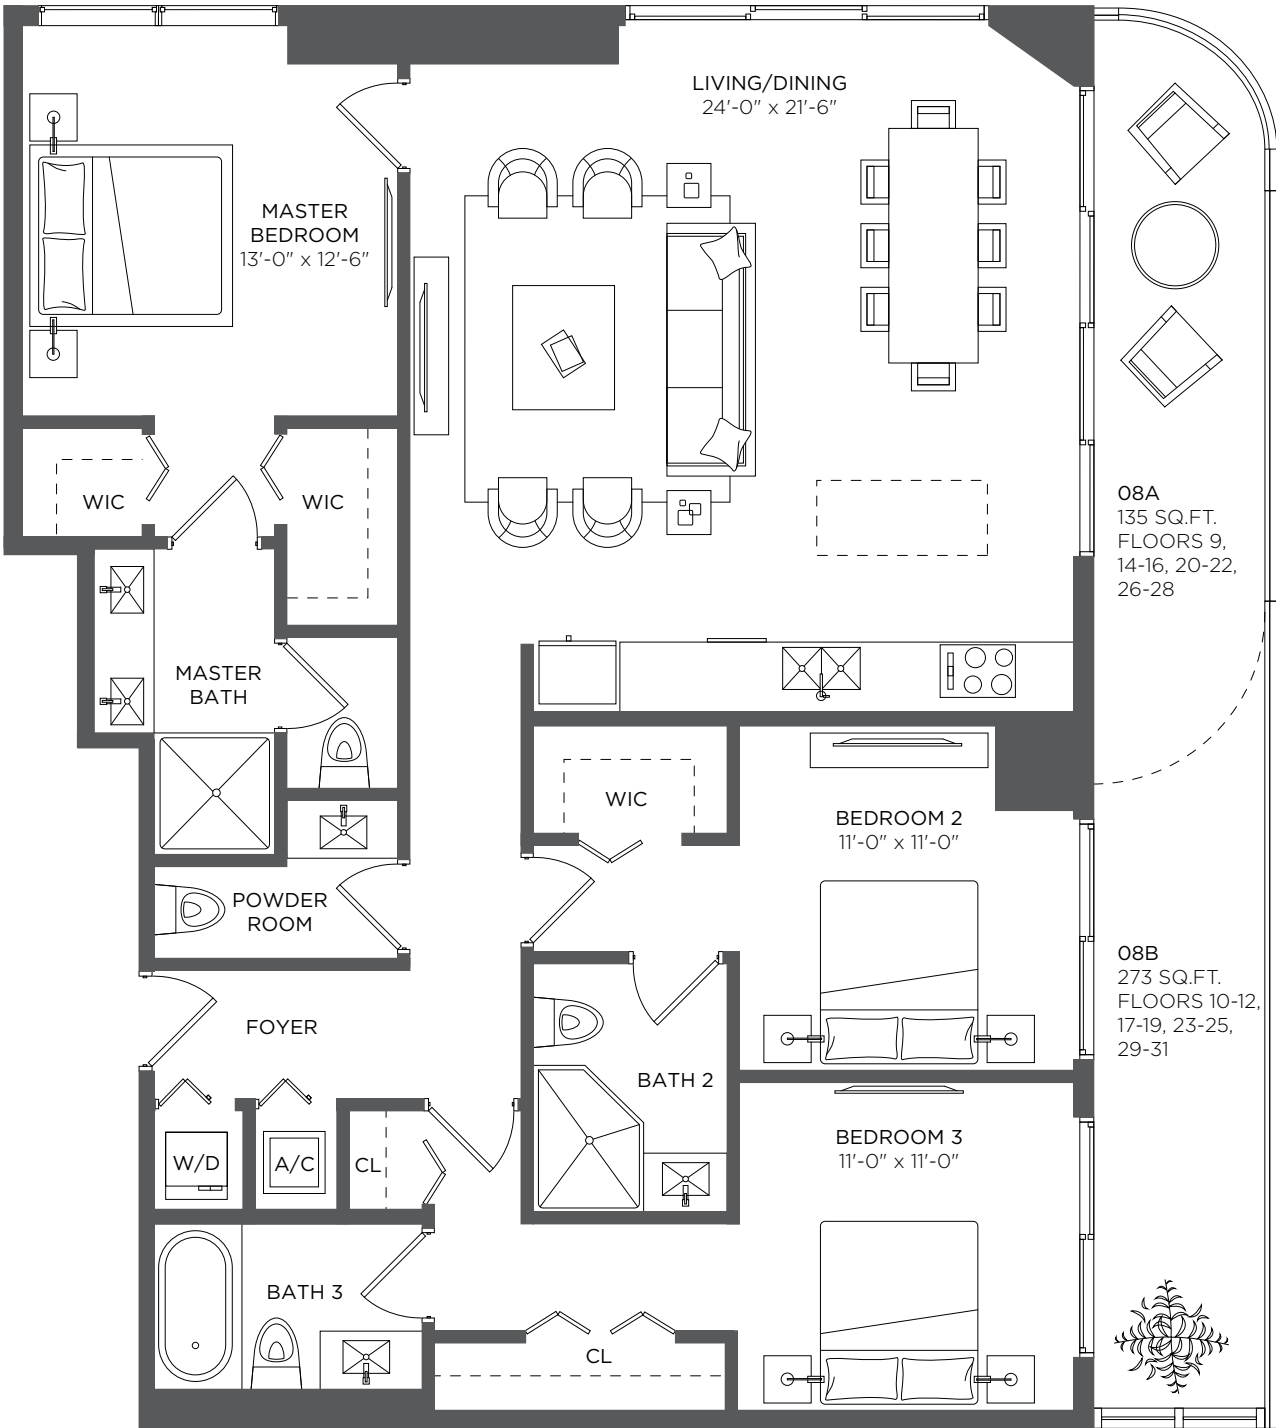 LIVING/DINING
24'-0" x 21'-6"
MASTER
BEDROOM
13'-0" x 12'-6"
WIC
WIC
08A
135 SQ.FT.
FLOORS 9,
14-16, 20-22,
26-28
MASTER
BATH
WIC
BEDROOM 2
11'-0" x 11'-0"
POWDER
ROOM
08B
273 SQ.FT.
FLOORS 10-12,
17-19, 23-25,
29-31
FOYER
BATH 2
BEDROOM 3
11'-0" x 11'-0"
W/D
A/C
CL
BATH 3
CL